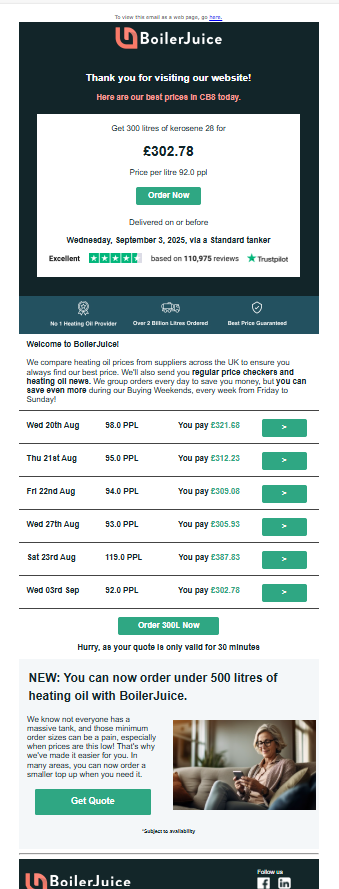 To view this email as a web page, go here.
BoilerJuice
Thank you for visiting our website!
Here are our best prices in CB8 today.
Get 300 litres of kerosene 28 for
£302.78
Price per litre 92.0 ppl
Order Now
Delivered on or before
Wednesday, September 3, 2025, via a Standard tanker
Excellent based on 110,975 reviews Trustpilot
No 1 Heating Oil Provider Over 2 Billion Litres Ordered Best Price Guaranteed
Welcome to BoilerJuice!
We compare heating oil prices from suppliers across the UK to ensure you
always find our best price. We'll also send you regular price checkers and
heating oil news. We group orders every day to save you money, but you can
save even more during our Buying Weekends, every week from Friday to
Sunday!
Wed 20th Aug 98.0 PPL You pay £321.68 >
Thu 21st Aug 95.0 PPL You pay £312.23 >
Fri 22nd Aug 94.0 PPL You pay £309.08 >
Wed 27th Aug 93.0 PPL You pay £305.93 >
Sat 23rd Aug 119.0 PPL You pay £387.83 >
Wed 03rd Sep 92.0 PPL You pay £302.78 >
Order 300L Now
Hurry, as your quote is only valid for 30 minutes
NEW: You can now order under 500 litres of
heating oil with BoilerJuice.
We know not everyone has a
massive tank, and those minimum
order sizes can be a pain, especially
when prices are this low! That's why
we've made it easier for you. In
many areas, you can now order a
smaller top up when you need it.
Get Quote
*Subject to availability
BoilerJuice
Follow us